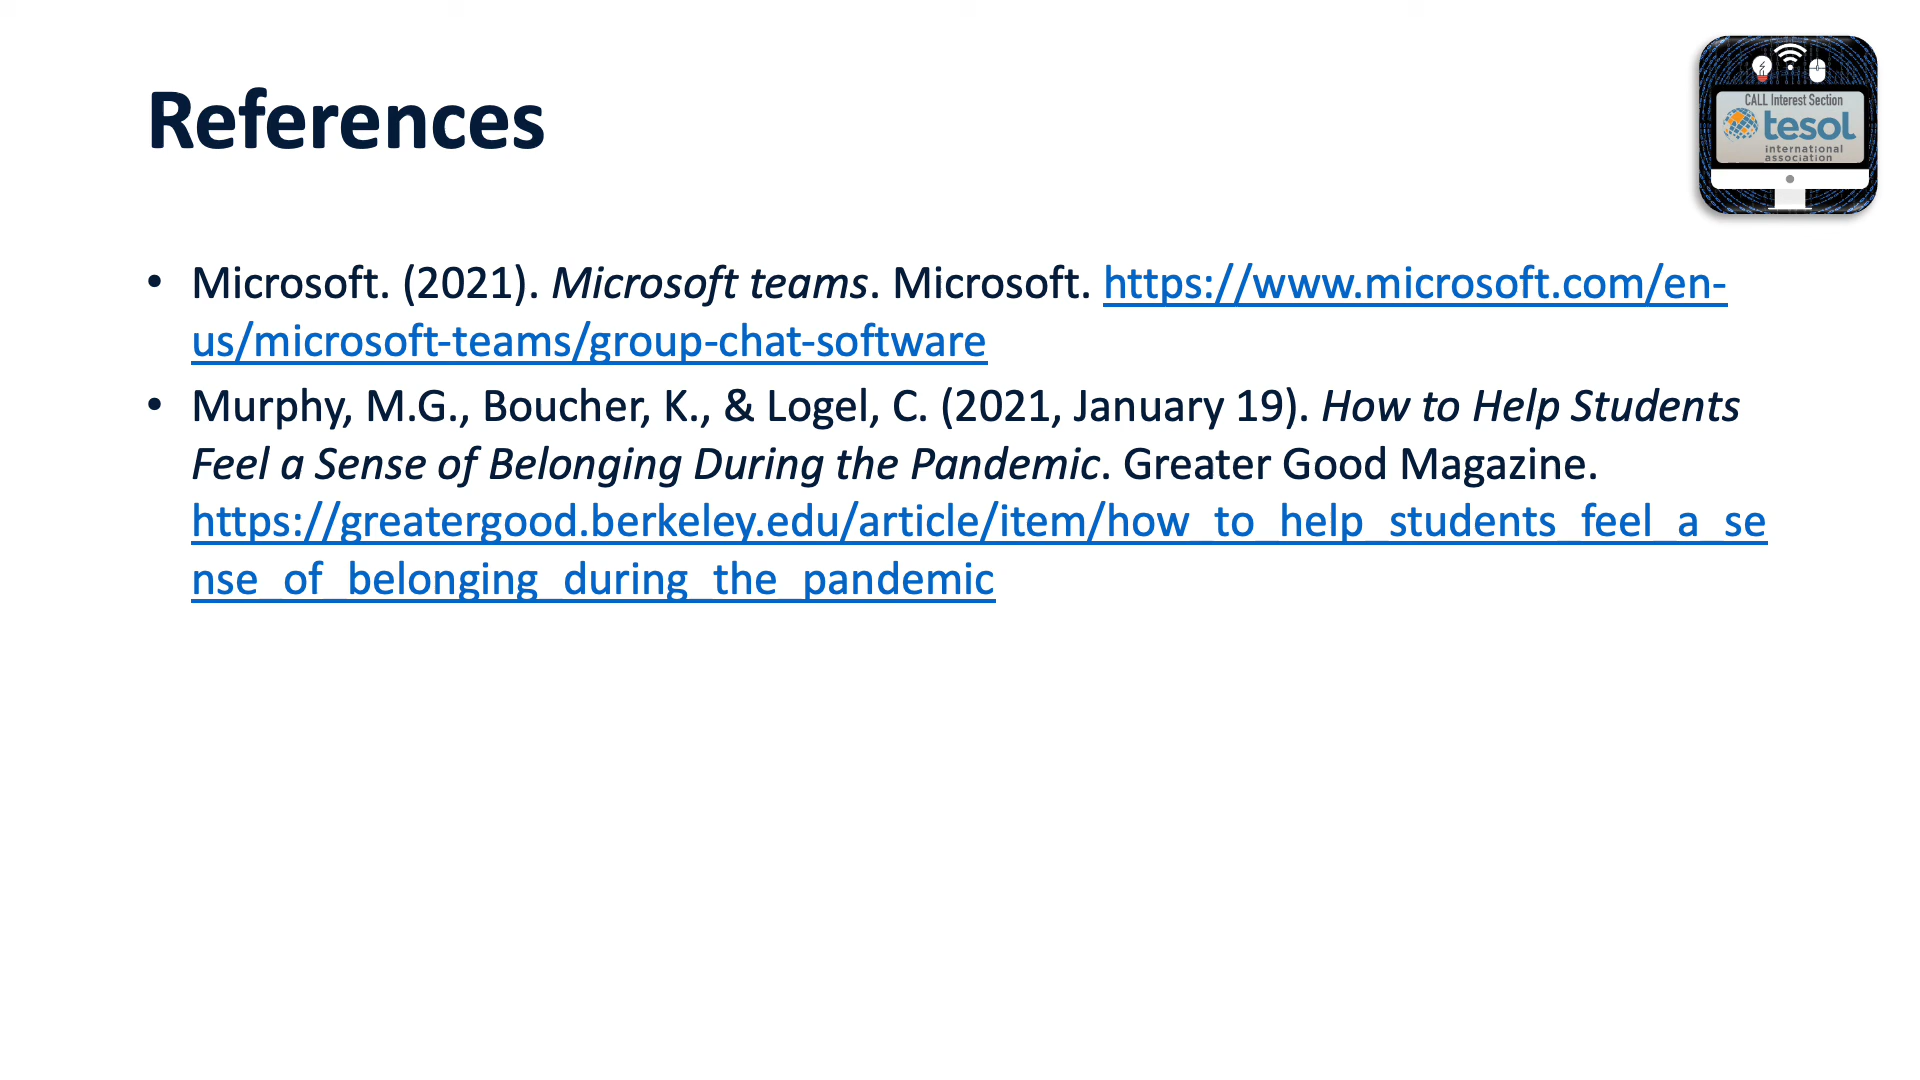 References
CALL Interest Section
tesol
international
association
• Microsoft. (2021). Microsoft teams. Microsoft. https://www.microsoft.com/en-
us/microsoft-teams/group-chat-software
• Murphy, M.G., Boucher, K., & Logel, C. (2021, January 19). How to Help Students
Feel a Sense of Belonging During the Pandemic. Greater Good Magazine.
https://greatergood.berkeley.edu/article/item/how_to_help_students_feel_a_se
nse_of_belonging_during_the_pandemic